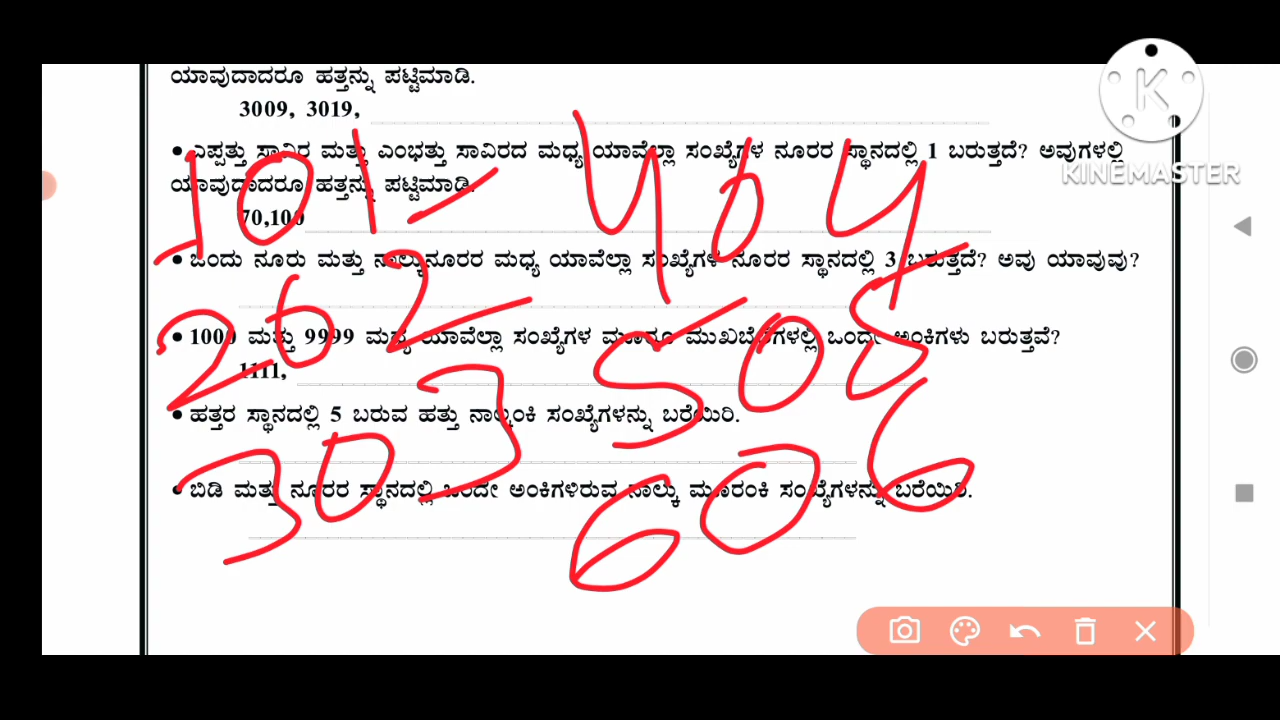 ಯಾವುದಾದರೂ ಹತ್ತನ್ನು ಪಟ್ಟಿಮಾಡಿ.
3009, 3019,
• ಎಪ್ಪತ್ತು ಸಾವಿರ ಮತ್ತು ಎಂಭತ್ತು ಸಾವಿರದ ಮಧ್ಯ ಯಾವೆಲ್ಲಾ ಸಂಖ್ಯೆಗಳ ನೂರರ ಸ್ಥಾನದಲ್ಲಿ 1 ಬರುತ್ತದೆ? ಅವುಗಳಲ್ಲಿ
ಯಾವುದಾದರೂ ಹತ್ತನ್ನು ಪಟ್ಟಿಮಾಡಿ.
70,100
• ಒಂದು ನೂರು ಮತ್ತು ನಾಲ್ಕುನೂರರ ಮಧ್ಯ ಯಾವೆಲ್ಲಾ ಸಂಖ್ಯೆಗಳ ನೂರರ ಸ್ಥಾನದಲ್ಲಿ 3 ಬರುತ್ತದೆ? ಅವು ಯಾವುವು?
• 1000 ಮತ್ತು 9999 ಮಧ್ಯೆ ಯಾವೆಲ್ಲಾ ಸಂಖ್ಯೆಗಳ ಮೂರೂ ಮುಖಬೆಲೆಗಳಲ್ಲಿ ಒಂದೇ ಅಂಕಿಗಳು ಬರುತ್ತವೆ?
1111,
• ಹತ್ತರ ಸ್ಥಾನದಲ್ಲಿ 5 ಬರುವ ಹತ್ತು ನಾಲ್ಕಂಕಿ ಸಂಖ್ಯೆಗಳನ್ನು ಬರೆಯಿರಿ.
• ಬಿಡಿ ಮತ್ತು ನೂರರ ಸ್ಥಾನದಲ್ಲಿ ಒಂದೇ ಅಂಕಿಗಳಿರುವ ನಾಲ್ಕು ಮೂರಂಕಿ ಸಂಖ್ಯೆಗಳನ್ನು ಬರೆಯಿರಿ.
101 404
202 505
303 606
K
KINEMASTER